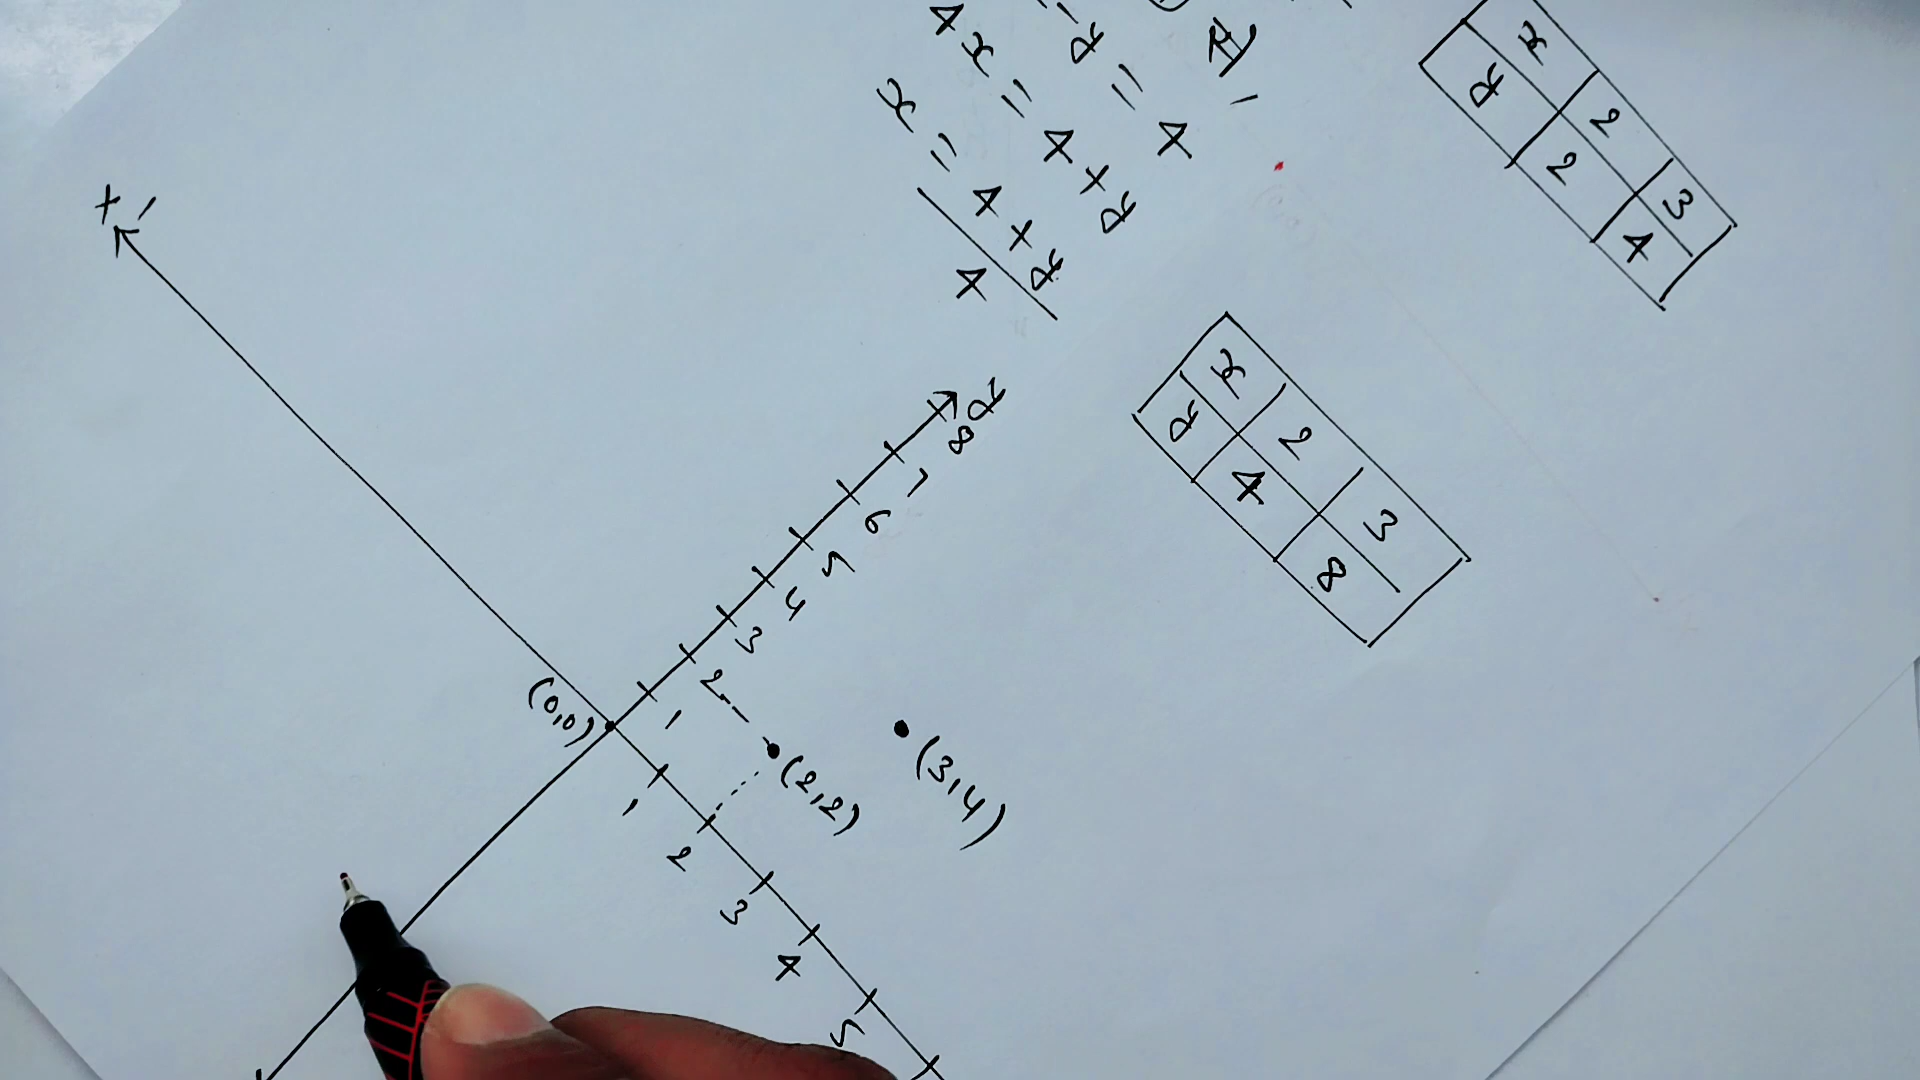 = 4
4x = 4+y
x = 4+y
4
x 2 3
y 2 4
x 2 3
y 4 8
x'
y
8
7
6
5
4
3
2
1
(0,0)
(2,2)
(3,4)
1
2
3
4
5